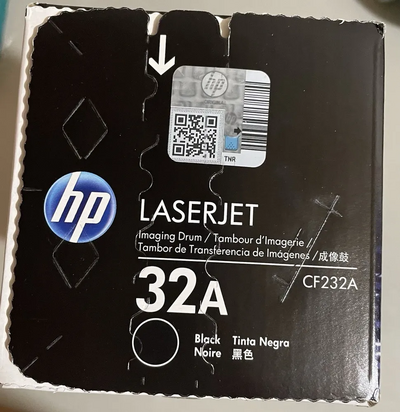 hp
TNR
hp
LASERJET
Imaging Drum / Tambour d'Imagerie /
Tambor de Transferencia de Imágenes /成像鼓
32A
CF232A
Black Tinta Negra
Noire 黑色